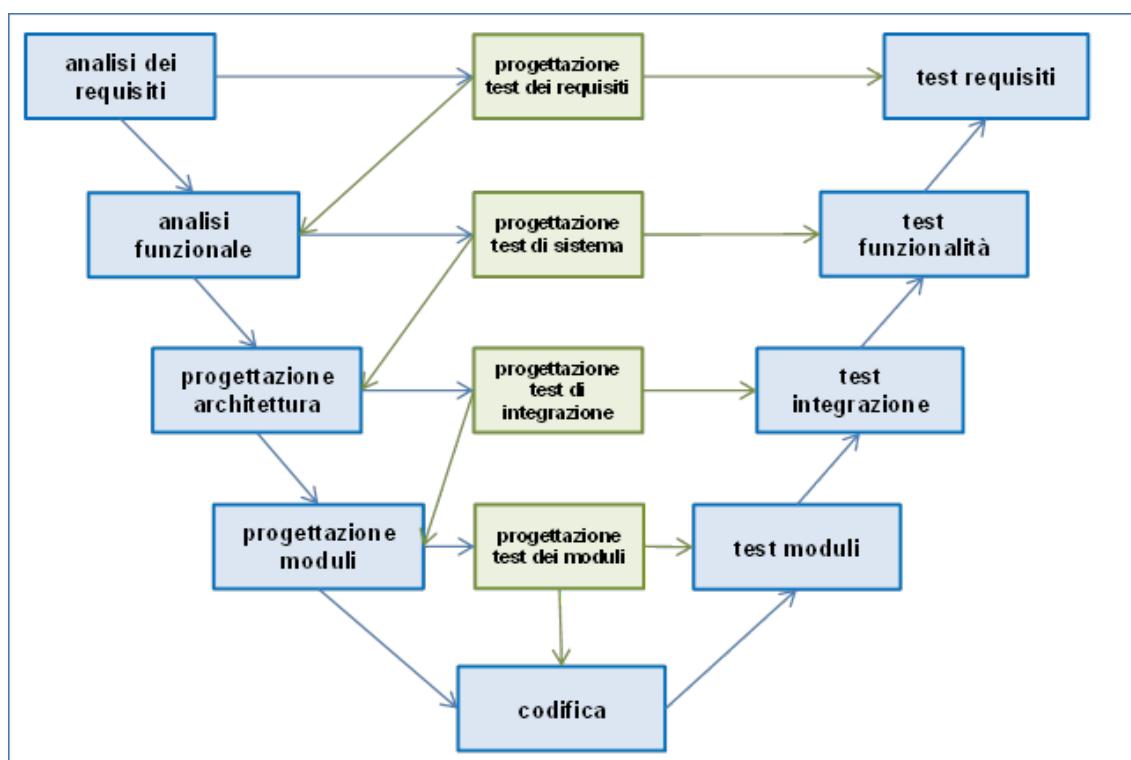 analisi dei
requisiti
progettazione
test dei requisiti
test requisiti
analisi
funzionale
progettazione
test di sistema
test
funzionalità
progettazione
architettura
progettazione
test di
integrazione
test
integrazione
progettazione
moduli
progettazione
test dei moduli
test moduli
codifica